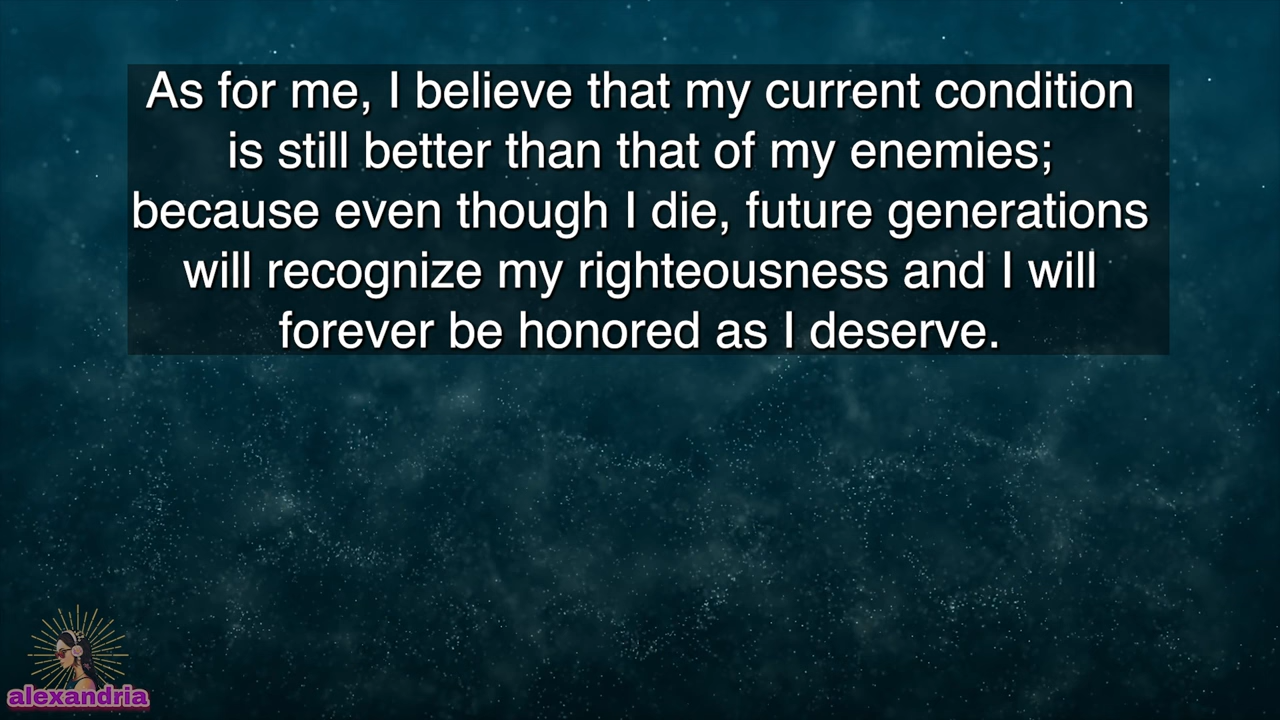 As for me, I believe that my current condition
is still better than that of my enemies;
because even though I die, future generations
will recognize my righteousness and I will
forever be honored as I deserve.
alexandria